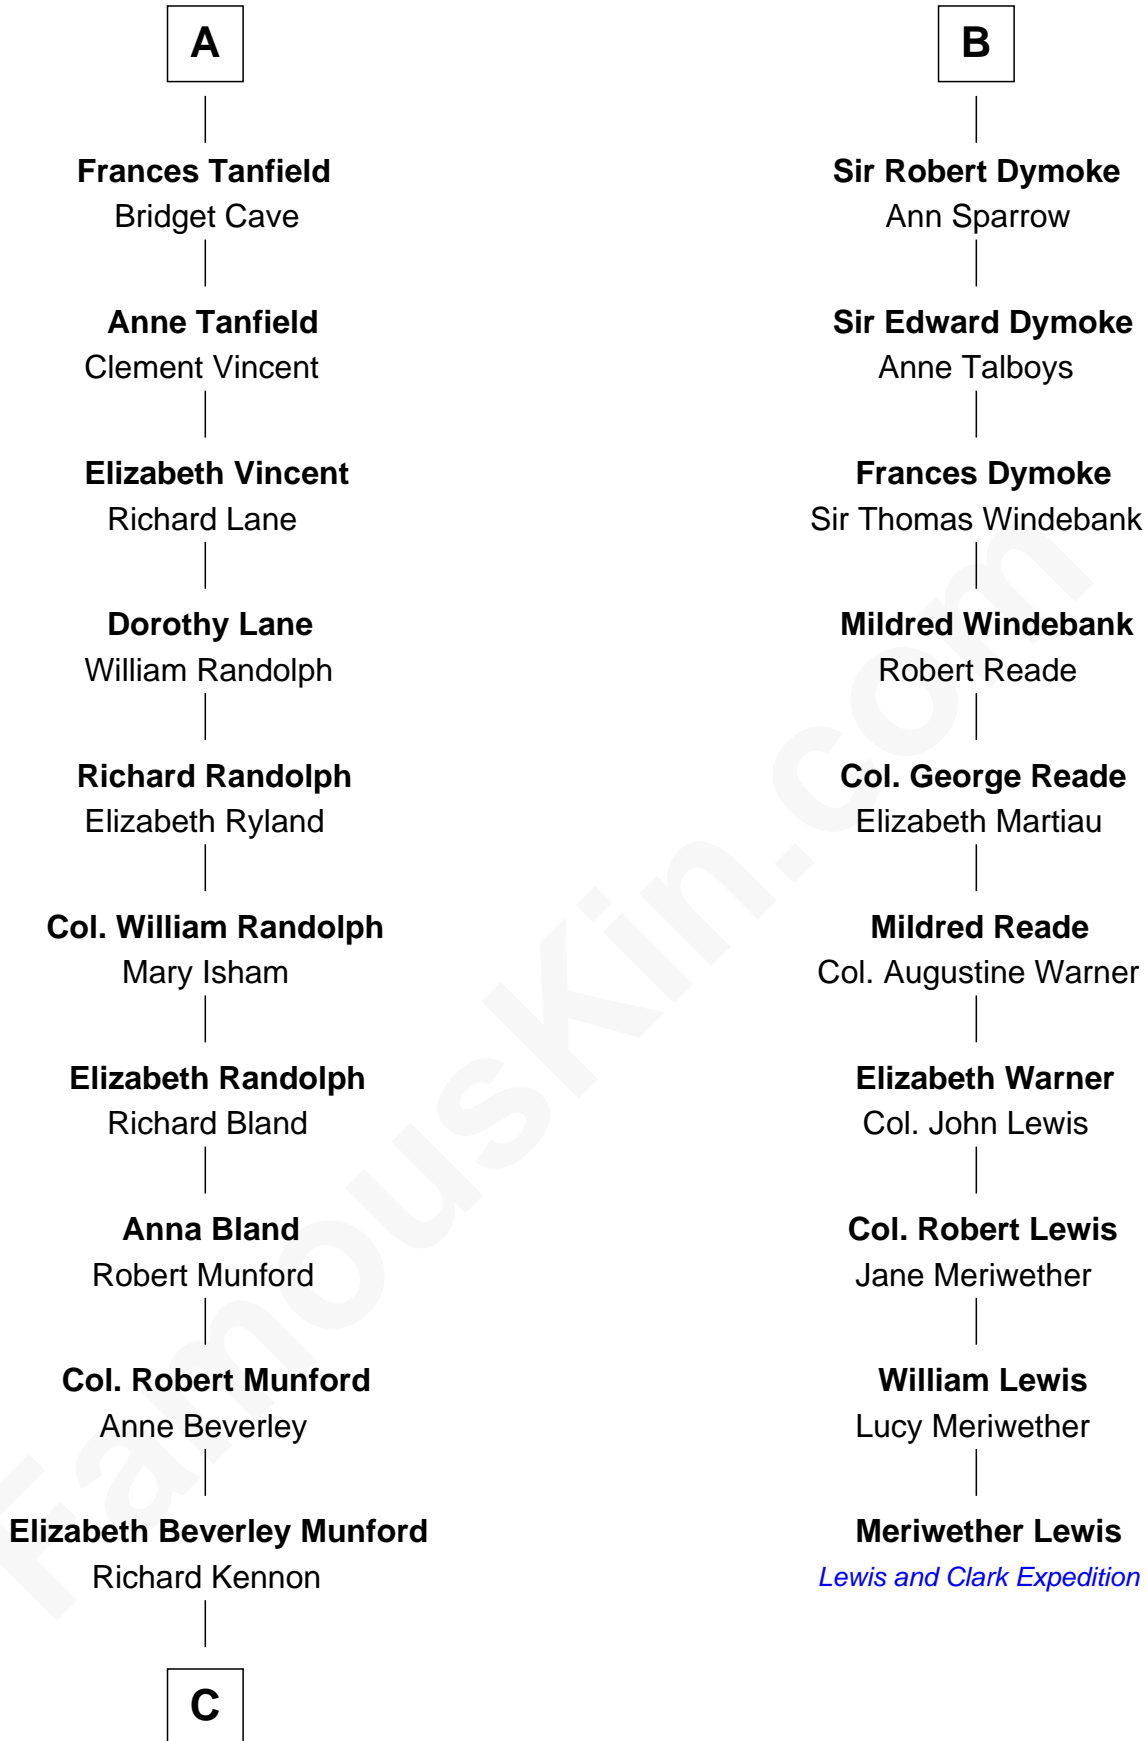 A
Frances Tanfield
Bridget Cave
Anne Tanfield
Clement Vincent
Elizabeth Vincent
Richard Lane
Dorothy Lane
William Randolph
Richard Randolph
Elizabeth Ryland
Col. William Randolph
Mary Isham
Elizabeth Randolph
Richard Bland
Anna Bland
Robert Munford
Col. Robert Munford
Anne Beverley
Elizabeth Beverley Munford
Richard Kennon
C
B
Sir Robert Dymoke
Ann Sparrow
Sir Edward Dymoke
Anne Talboys
Frances Dymoke
Sir Thomas Windebank
Mildred Windebank
Robert Reade
Col. George Reade
Elizabeth Martiau
Mildred Reade
Col. Augustine Warner
Elizabeth Warner
Col. John Lewis
Col. Robert Lewis
Jane Meriwether
William Lewis
Lucy Meriwether
Meriwether Lewis
Lewis and Clark Expedition
FamousKin.com